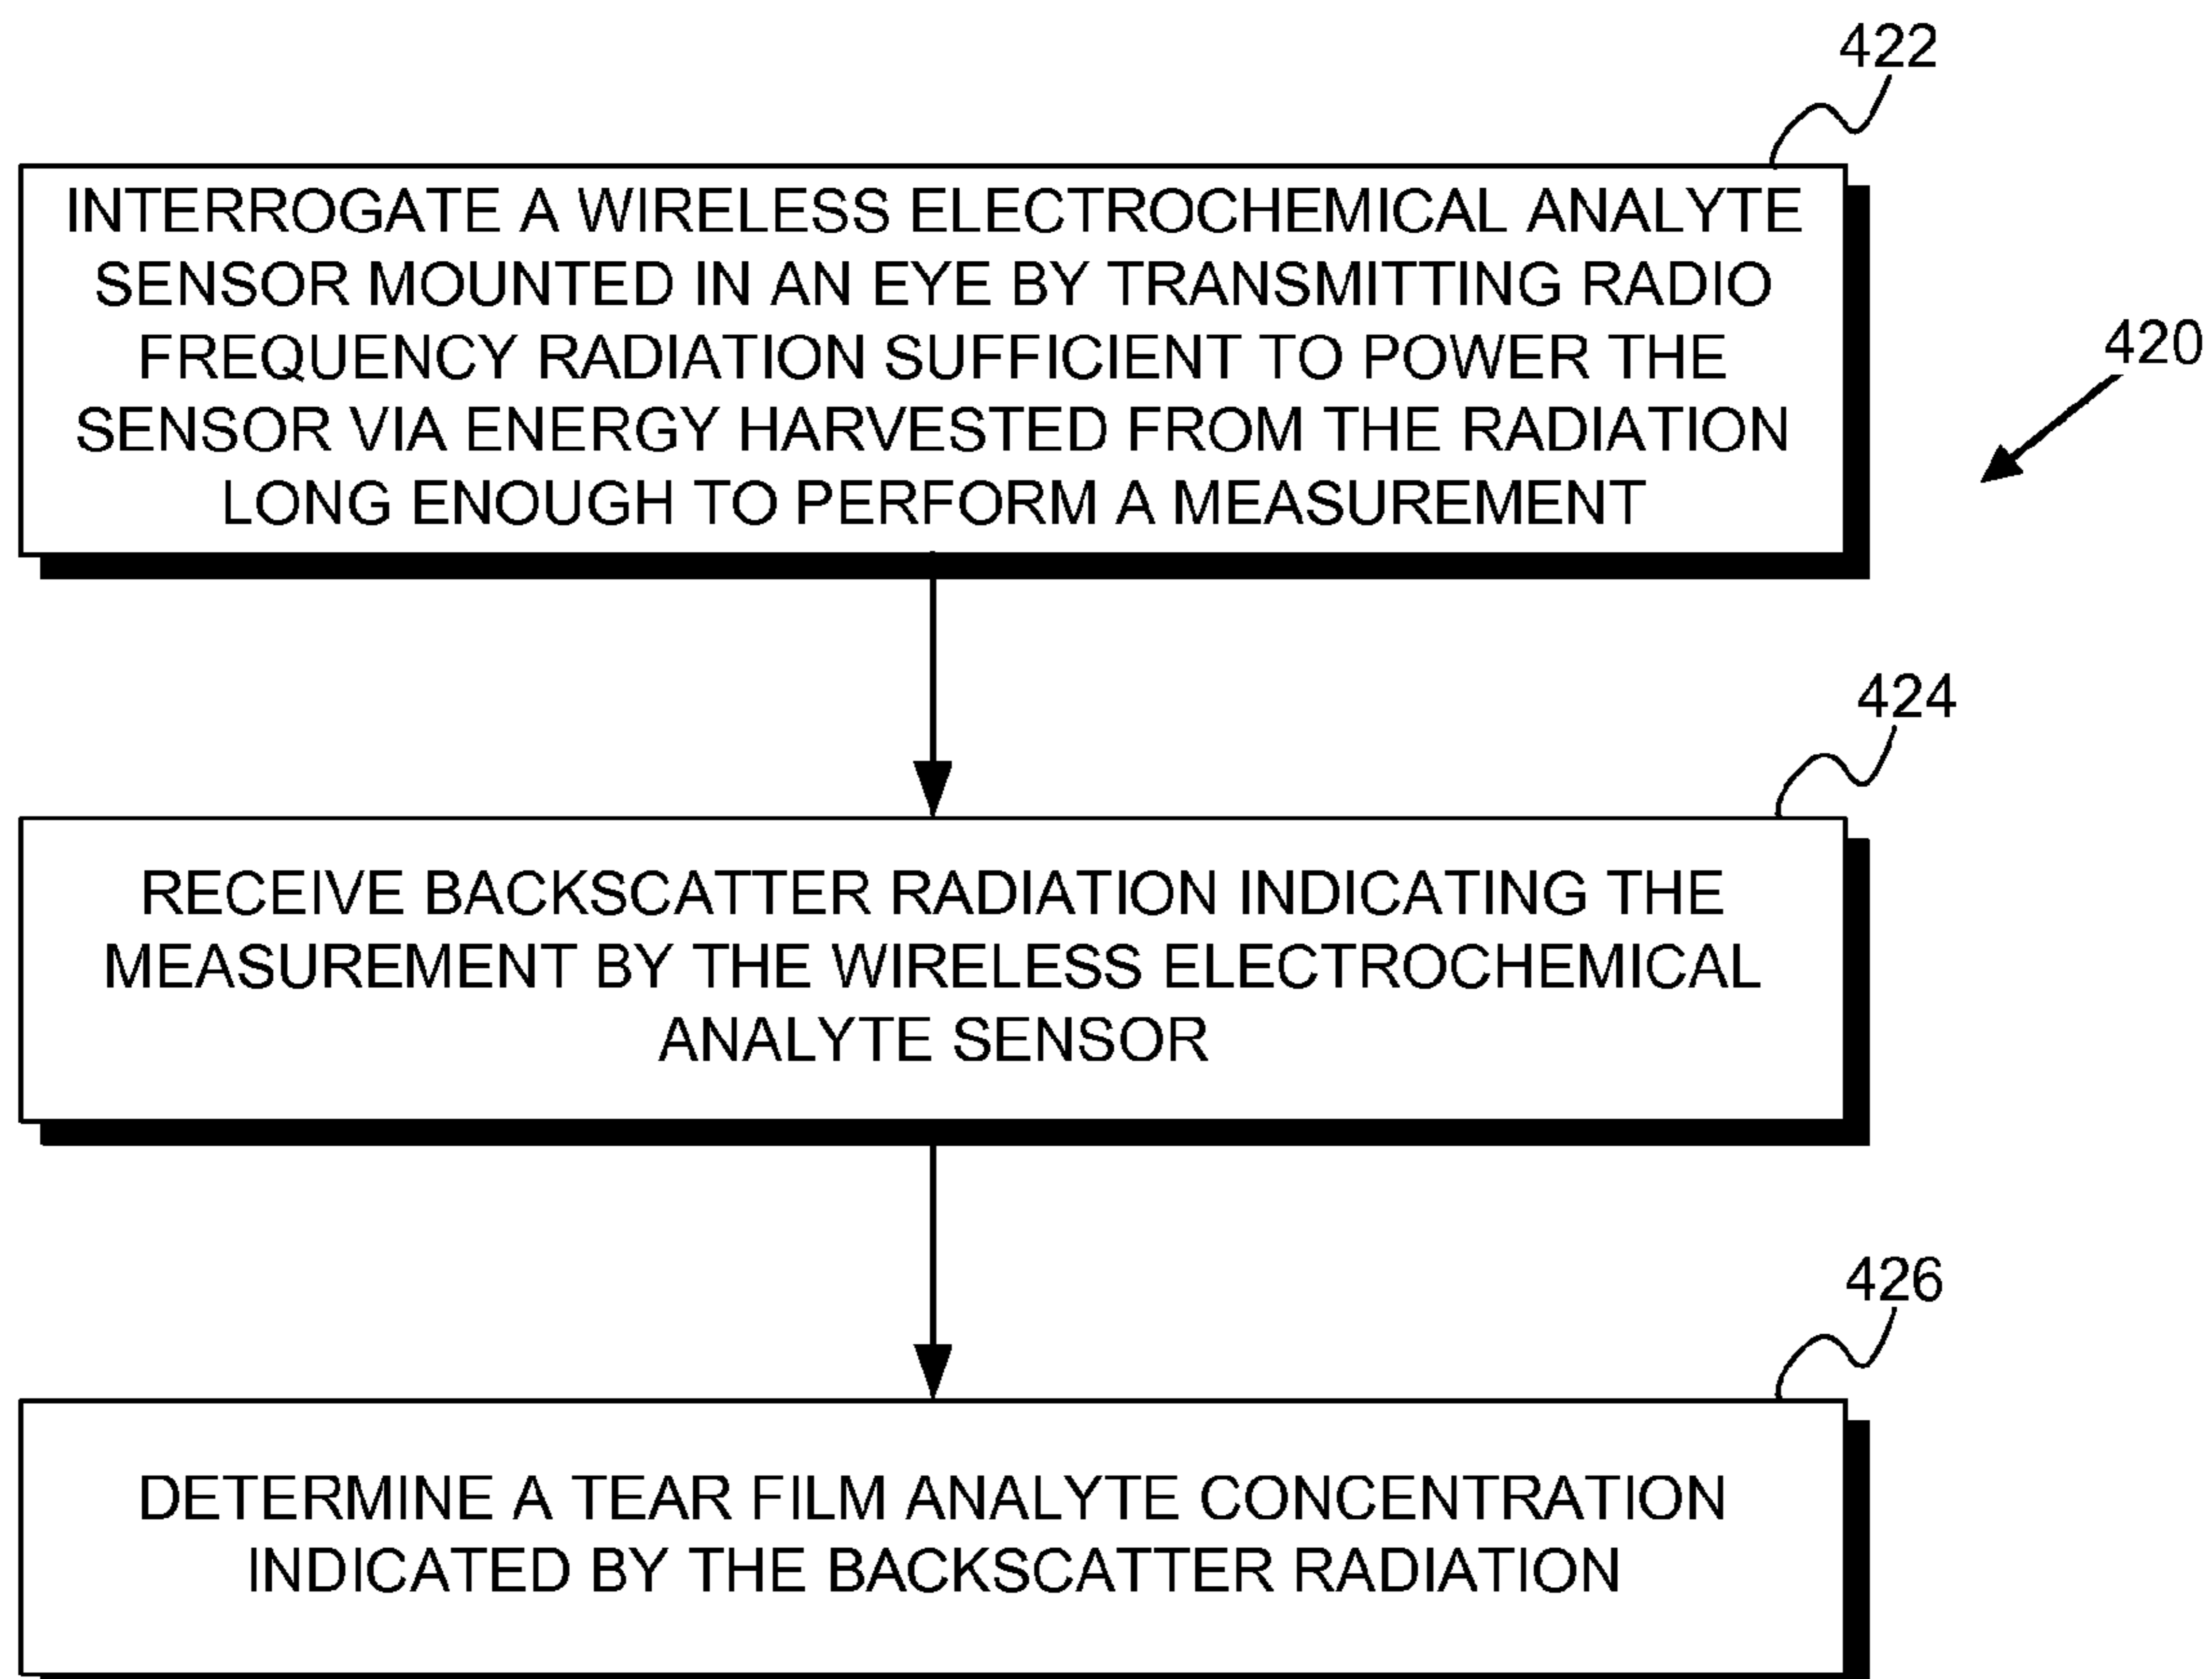 422
INTERROGATE A WIRELESS ELECTROCHEMICAL ANALYTE
SENSOR MOUNTED IN AN EYE BY TRANSMITTING RADIO
FREQUENCY RADIATION SUFFICIENT TO POWER THE
SENSOR VIA ENERGY HARVESTED FROM THE RADIATION
LONG ENOUGH TO PERFORM A MEASUREMENT
420
424
RECEIVE BACKSCATTER RADIATION INDICATING THE
MEASUREMENT BY THE WIRELESS ELECTROCHEMICAL
ANALYTE SENSOR
426
DETERMINE A TEAR FILM ANALYTE CONCENTRATION
INDICATED BY THE BACKSCATTER RADIATION